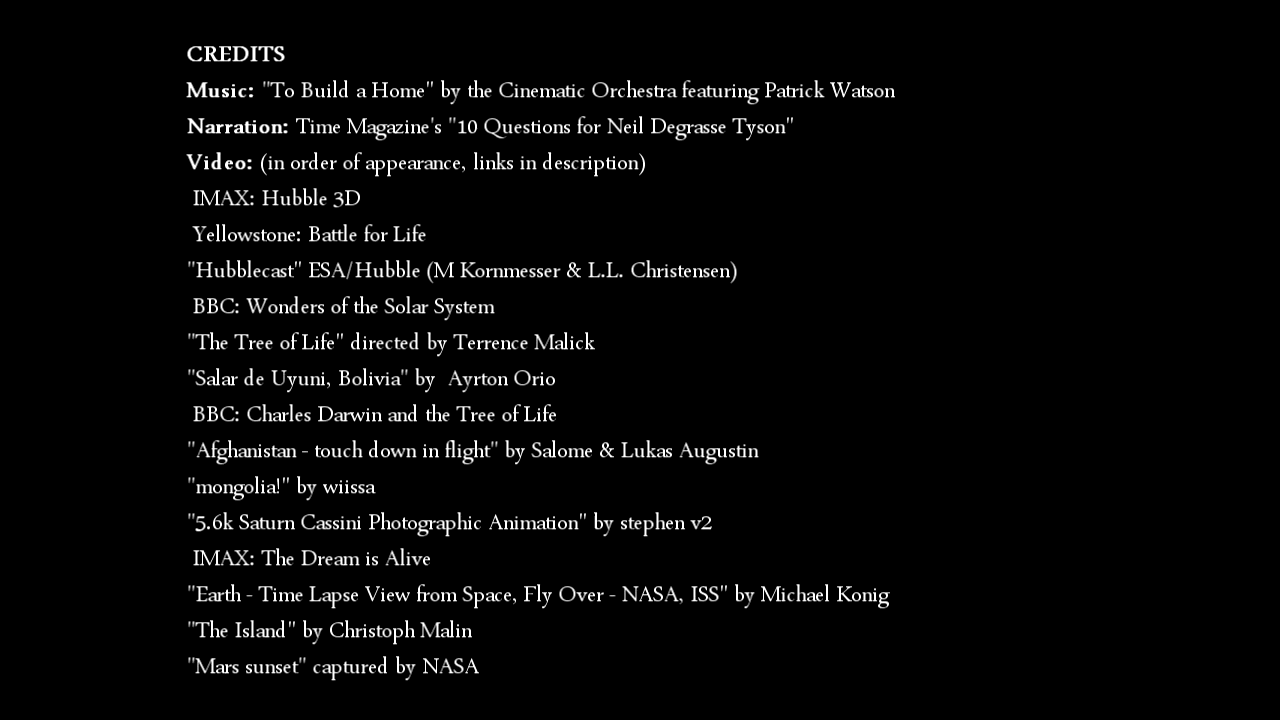 CREDITS
Music: "To Build a Home" by the Cinematic Orchestra featuring Patrick Watson
Narration: Time Magazine's "10 Questions for Neil Degrasse Tyson"
Video: (in order of appearance, links in description)
IMAX: Hubble 3D
Yellowstone: Battle for Life
"Hubblecast" ESA/Hubble (M Kornmesser & L.L. Christensen)
BBC: Wonders of the Solar System
"The Tree of Life" directed by Terrence Malick
"Salar de Uyuni, Bolivia" by  Ayrton Orio
BBC: Charles Darwin and the Tree of Life
"Afghanistan - touch down in flight" by Salome & Lukas Augustin
"mongolia!" by wiissa
"5.6k Saturn Cassini Photographic Animation" by stephen v2
IMAX: The Dream is Alive
"Earth - Time Lapse View from Space, Fly Over - NASA, ISS" by Michael Konig
"The Island" by Christoph Malin
"Mars sunset" captured by NASA